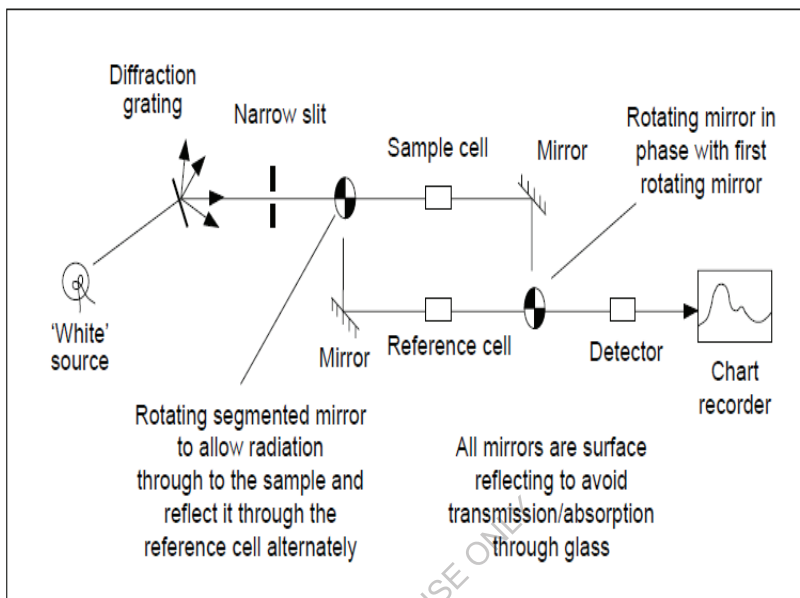 Diffraction
grating
Narrow slit
Sample cell
Mirror
Rotating mirror in
phase with first
rotating mirror
'White'
source
Mirror
Reference cell
Detector
Chart
recorder
Rotating segmented mirror
to allow radiation
through to the sample and
reflect it through the
reference cell alternately
All mirrors are surface
reflecting to avoid
transmission/absorption
through glass
ONLY